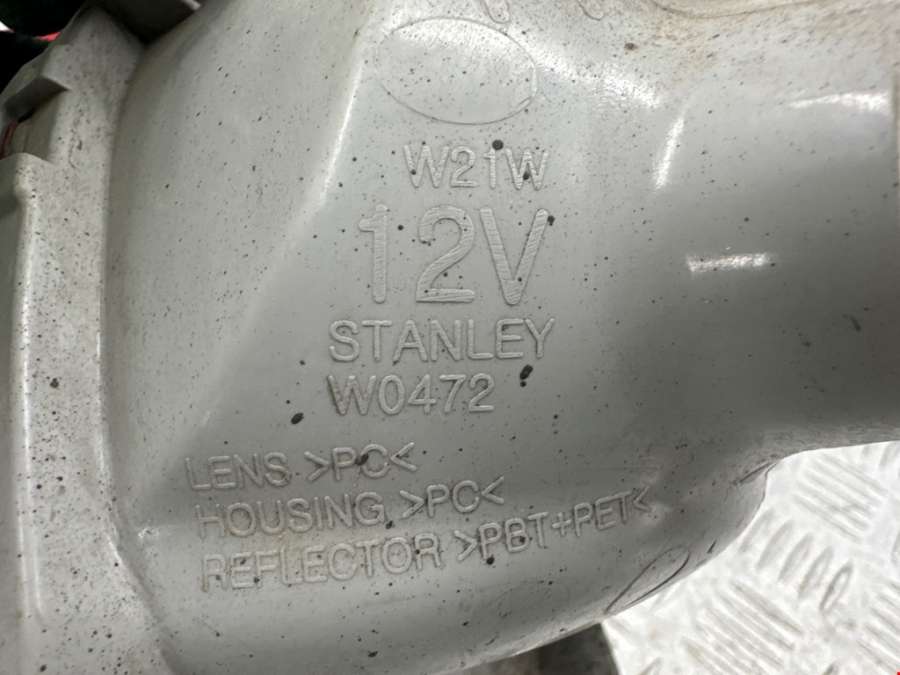 W21W
12V
STANLEY
W0472
LENS >PC<
HOUSING >PC<
REFLECTOR >PBT+PET<